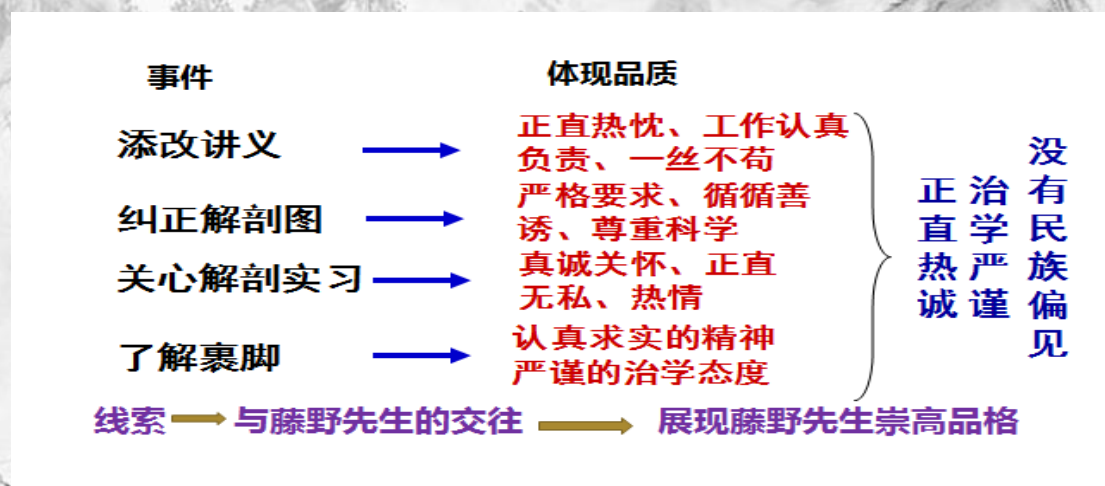 事件
体现品质
添改讲义
正直热忱、工作认真
负责、一丝不苟
纠正解剖图
严格要求、循循善
诱、尊重科学
关心解剖实习
真诚关怀、正直
无私、热情
了解裹脚
认真求实的精神
严谨的治学态度
正直热诚
治学严谨
没有民族偏见
线索 与藤野先生的交往 展现藤野先生崇高品格